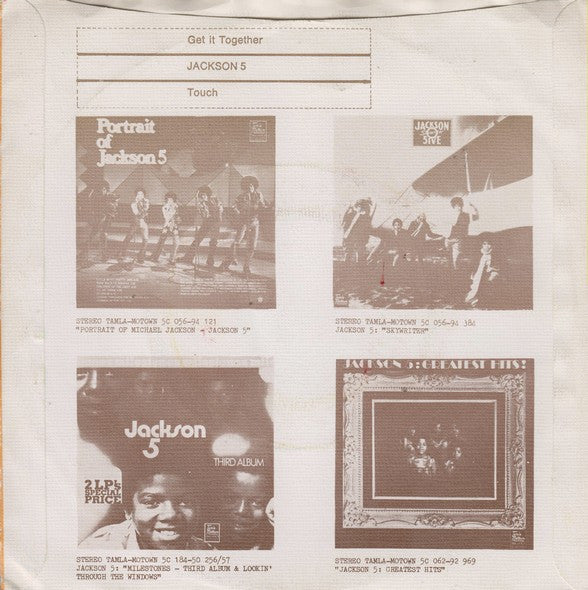 Get it Together
JACKSON 5
Touch
Portrait
of
Jackson 5
JACKSON
5IVE
STEREO TAMLA-MOTOWN 5C 056-94 121
"PORTRAIT OF MICHAEL JACKSON - JACKSON 5"
STEREO TAMLA-MOTOWN 5C 056-94 384
JACKSON 5: "SKYWRITER"
Jackson
5
THIRD ALBUM
2 LP's
SPECIAL
PRICE
JACKSON 5: GREATEST HITS!
STEREO TAMLA-MOTOWN 5C 184-50 256/57
JACKSON 5: "MILESTONES - THIRD ALBUM & LOOKIN'
THROUGH THE WINDOWS"
STEREO TAMLA-MOTOWN 5C 062-92 969
"JACKSON 5: GREATEST HITS"